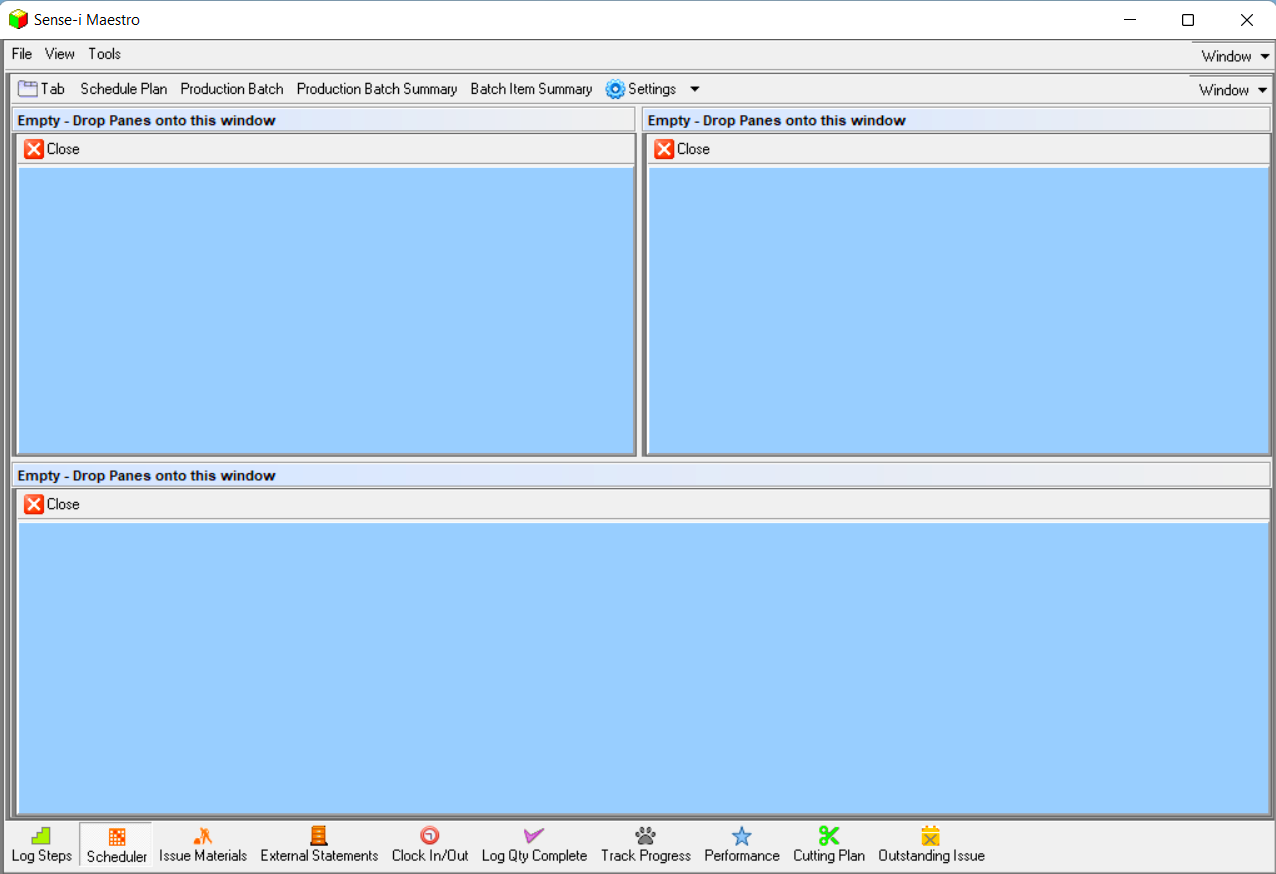 Sense-i Maestro
File View Tools Window
Tab Schedule Plan Production Batch Production Batch Summary Batch Item Summary Settings Window
Empty - Drop Panes onto this window
Close
Empty - Drop Panes onto this window
Close
Empty - Drop Panes onto this window
Close
Log Steps Scheduler Issue Materials External Statements Clock In/Out Log Qty Complete Track Progress Performance Cutting Plan Outstanding Issue